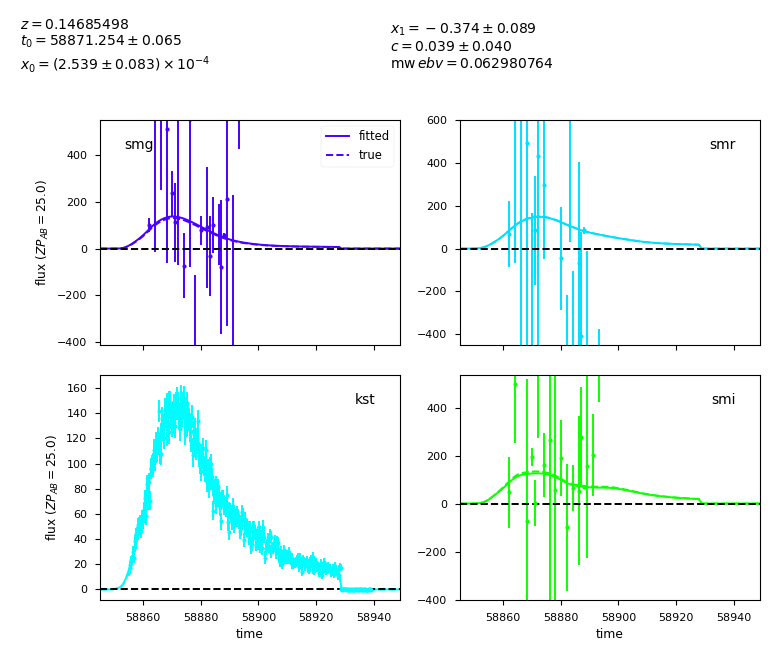 z = 0.14685498
t₀ = 58871.254 ± 0.065
x₀ = (2.539 ± 0.083) × 10⁻⁴
x₁ = −0.374 ± 0.089
c = 0.039 ± 0.040
mw ebv = 0.062980764
smg
fitted
true
400
200
0
−200
−400
flux (ZP_AB = 25.0)
smr
600
400
200
0
−200
−400
kst
160
140
120
100
80
60
40
20
0
flux (ZP_AB = 25.0)
58860 58880 58900 58920 58940
time
smi
400
200
0
−200
−400
58860 58880 58900 58920 58940
time